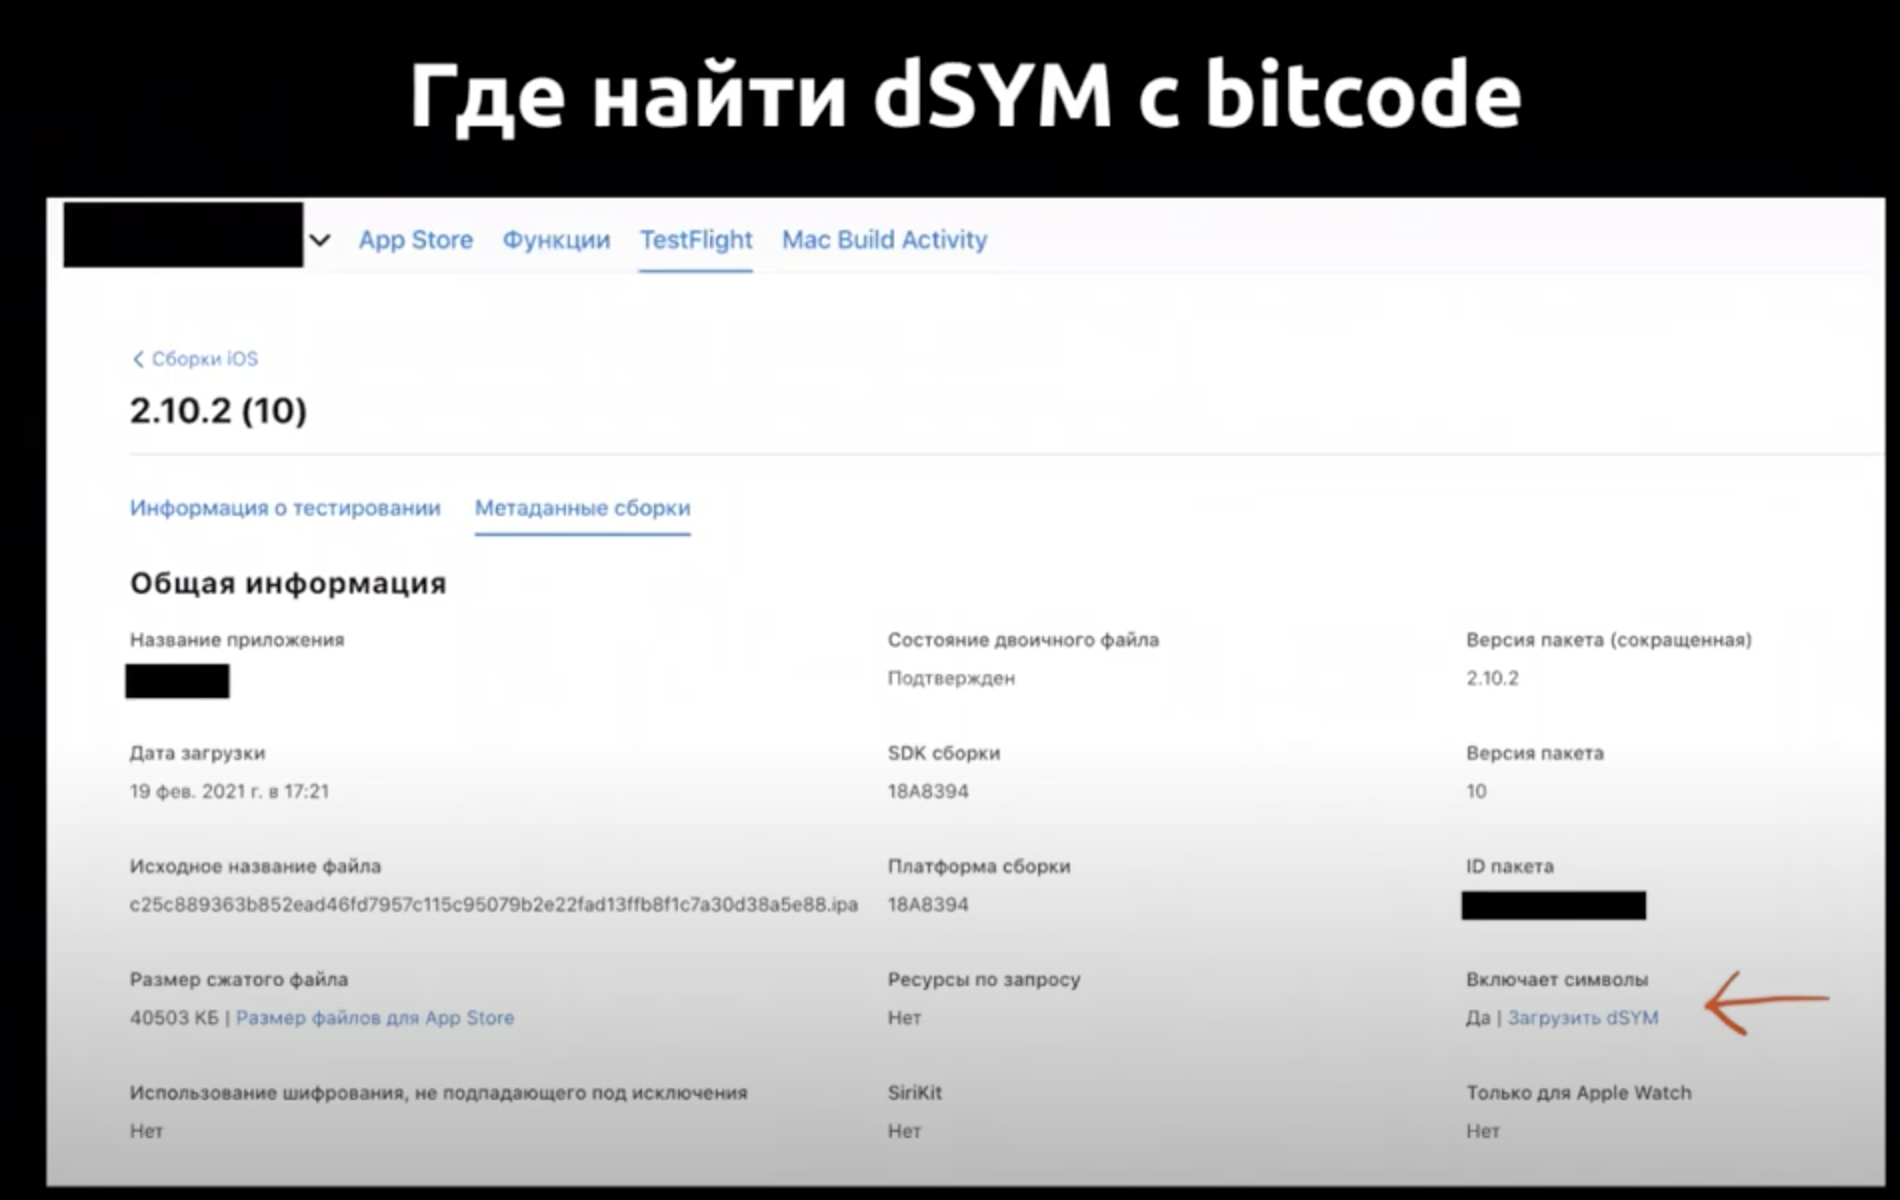 Где найти dSYM с bitcode
App Store Функции TestFlight Mac Build Activity
Сборки iOS
2.10.2 (10)
Информация о тестировании Метаданные сборки
Общая информация
Название приложения Состояние двоичного файла Версия пакета (сокращенная)
Подтвержден 2.10.2
Дата загрузки SDK сборки Версия пакета
19 фев. 2021 г. в 17:21 18A8394 10
Исходное название файла Платформа сборки ID пакета
c25c889363b852ead46fd7957c115c95079b2e22fad13ffb8f1c7a30d38a5e88.ipa 18A8394
Размер сжатого файла Ресурсы по запросу Включает символы
40503 КБ | Размер файлов для App Store Нет Да | Загрузить dSYM
Использование шифрования, не подпадающего под исключения SiriKit Только для Apple Watch
Нет Нет Нет